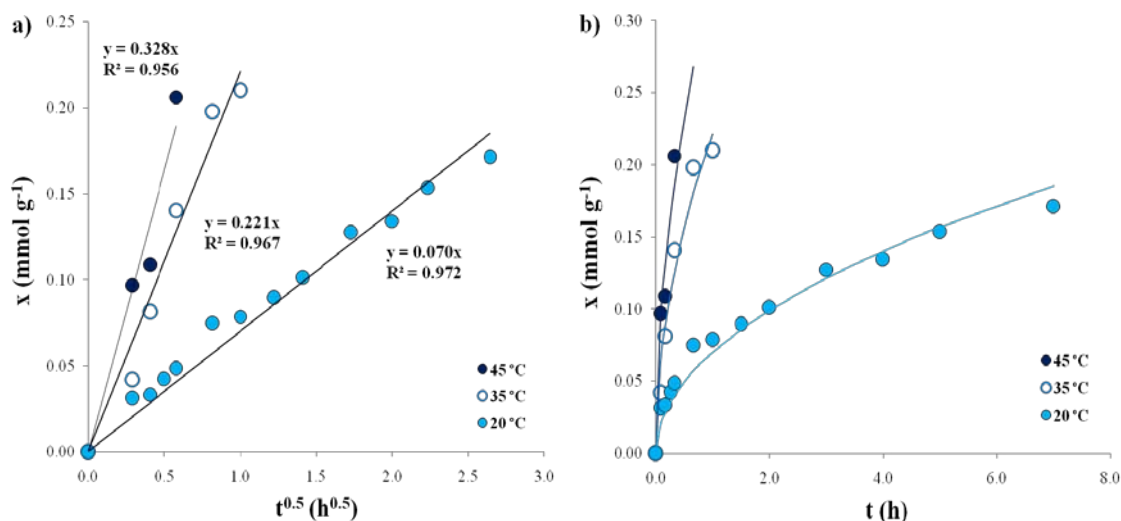 a)
y = 0.328x
R² = 0.956
y = 0.221x
R² = 0.967
y = 0.070x
R² = 0.972
x (mmol g⁻¹)
0.25
0.20
0.15
0.10
0.05
0.00
45 °C
35 °C
20 °C
0.0 0.5 1.0 1.5 2.0 2.5 3.0
t^0.5 (h^0.5)
b)
x (mmol g⁻¹)
0.30
0.25
0.20
0.15
0.10
0.05
0.00
45 °C
35 °C
20 °C
0.0 2.0 4.0 6.0 8.0
t (h)